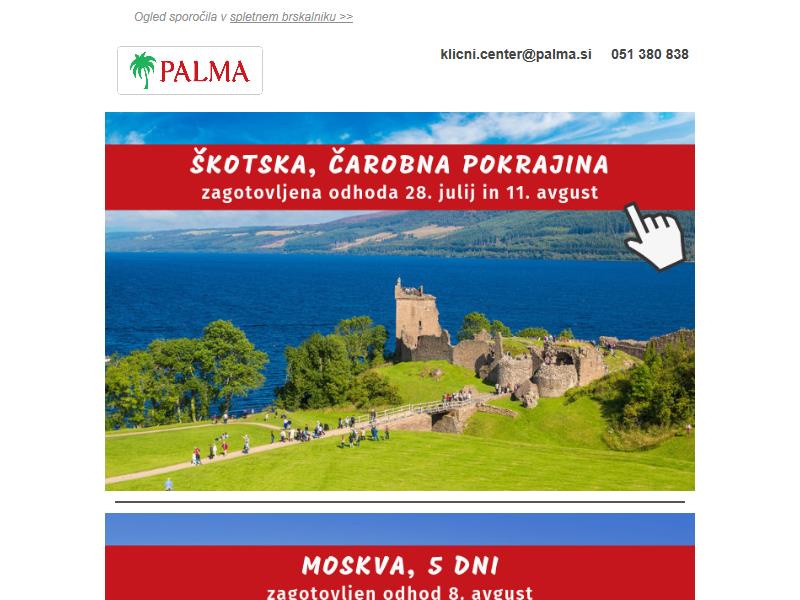 Ogled sporočila v spletnem brskalniku >>
PALMA
klicni.center@palma.si 051 380 838
ŠKOTSKA, ČAROBNA POKRAJINA
zagotovljena odhoda 28. julij in 11. avgust
MOSKVA, 5 DNI
zagotovljen odhod 8. avgust